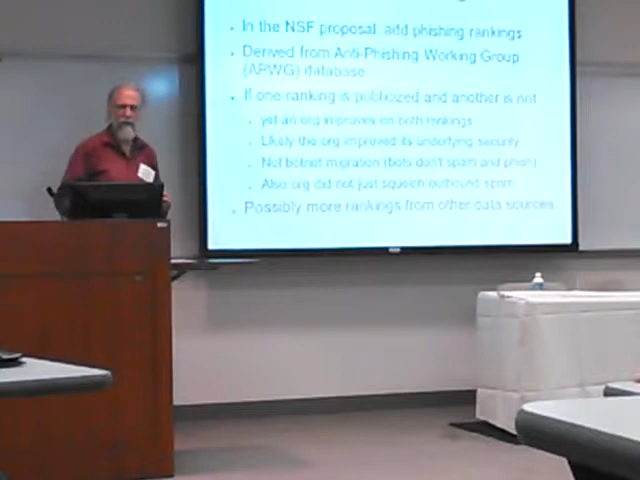 In the NSF proposal, add phishing rankings
Derived from Anti-Phishing Working Group
(APWG) database
If one ranking is publicized and another is not
yet an org improves on both rankings
Likely the org improved its underlying security
Not botnet migration (bots don't spam and phish)
Also org did not just squelch outbound spam
Possibly more rankings from other data sources